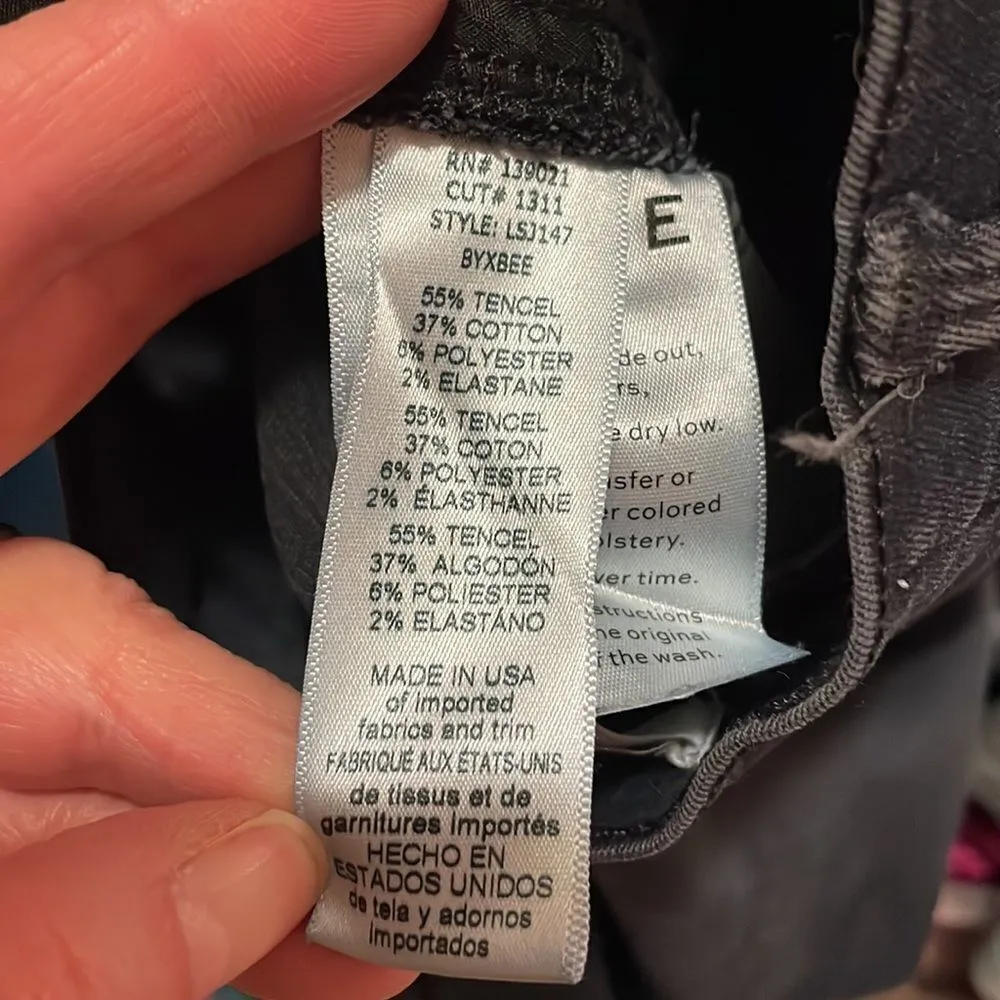 RN# 139021
CUT# 1311
STYLE: LSJ147
BYXBEE
55% TENCEL
37% COTTON
6% POLYESTER
2% ELASTANE
55% TENCEL
37% COTON
6% POLYESTER
2% ÉLASTHANNE
55% TENCEL
37% ALGODÓN
6% POLIESTER
2% ELASTÁNO
MADE IN USA
of imported
fabrics and trim
FABRIQUÉ AUX ÉTATS-UNIS
de tissus et de
garnitures importés
HECHO EN
ESTADOS UNIDOS
de tela y adornos
importados
E
de out,
rs,
e dry low.
sfer or
er colored
lstery.
ver time.
structions
he original
f the wash.